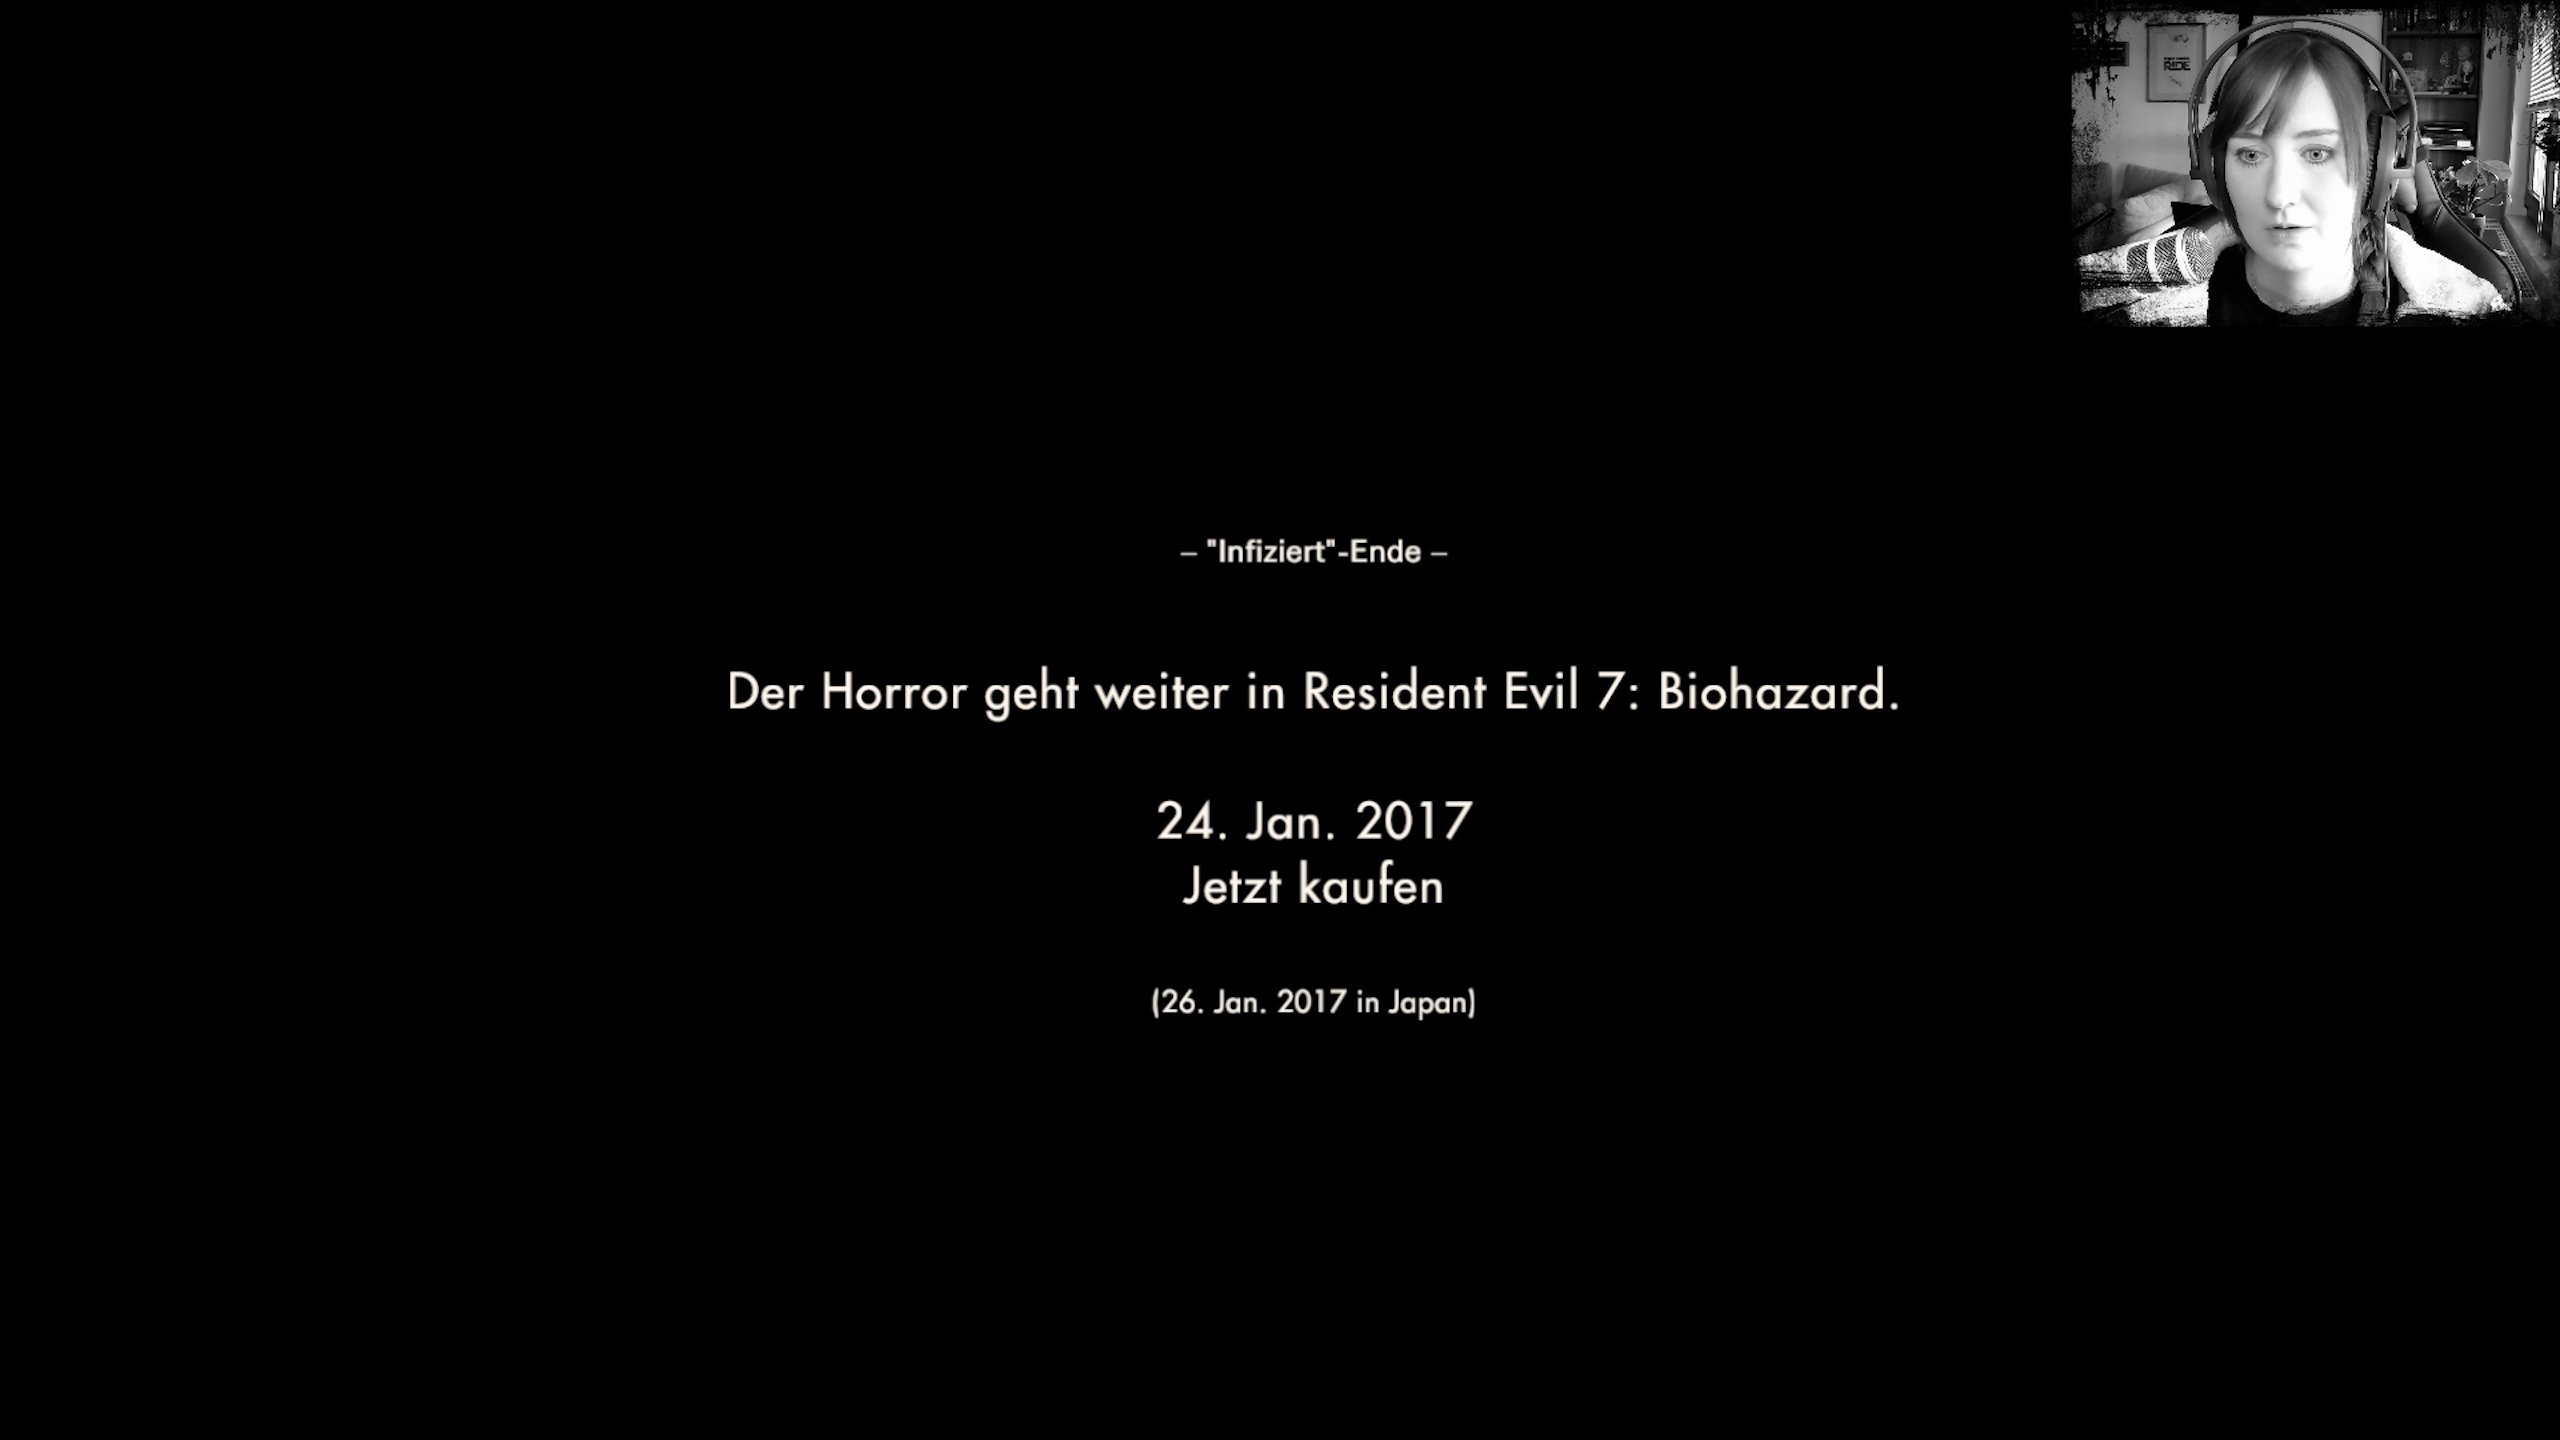 RIDE
– "Infiziert"-Ende –
Der Horror geht weiter in Resident Evil 7: Biohazard.
24. Jan. 2017
Jetzt kaufen
(26. Jan. 2017 in Japan)